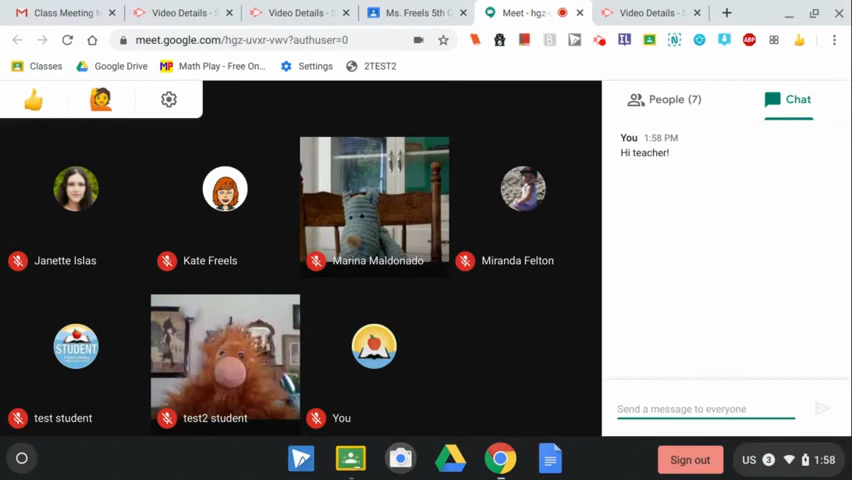 Class Meeting M
Video Details - S
Video Details - S
Ms. Freels 5th G
Meet - hgz-u
Video Details - S
meet.google.com/hgz-uvxr-vwv?authuser=0
Classes
Google Drive
MP Math Play - Free On...
Settings
2TEST2
People (7)
Chat
You 1:58 PM
Hi teacher!
Janette Islas
Kate Freels
Marina Maldonado
Miranda Felton
STUDENT
test student
test2 student
You
Send a message to everyone
Sign out
US 3 1:58